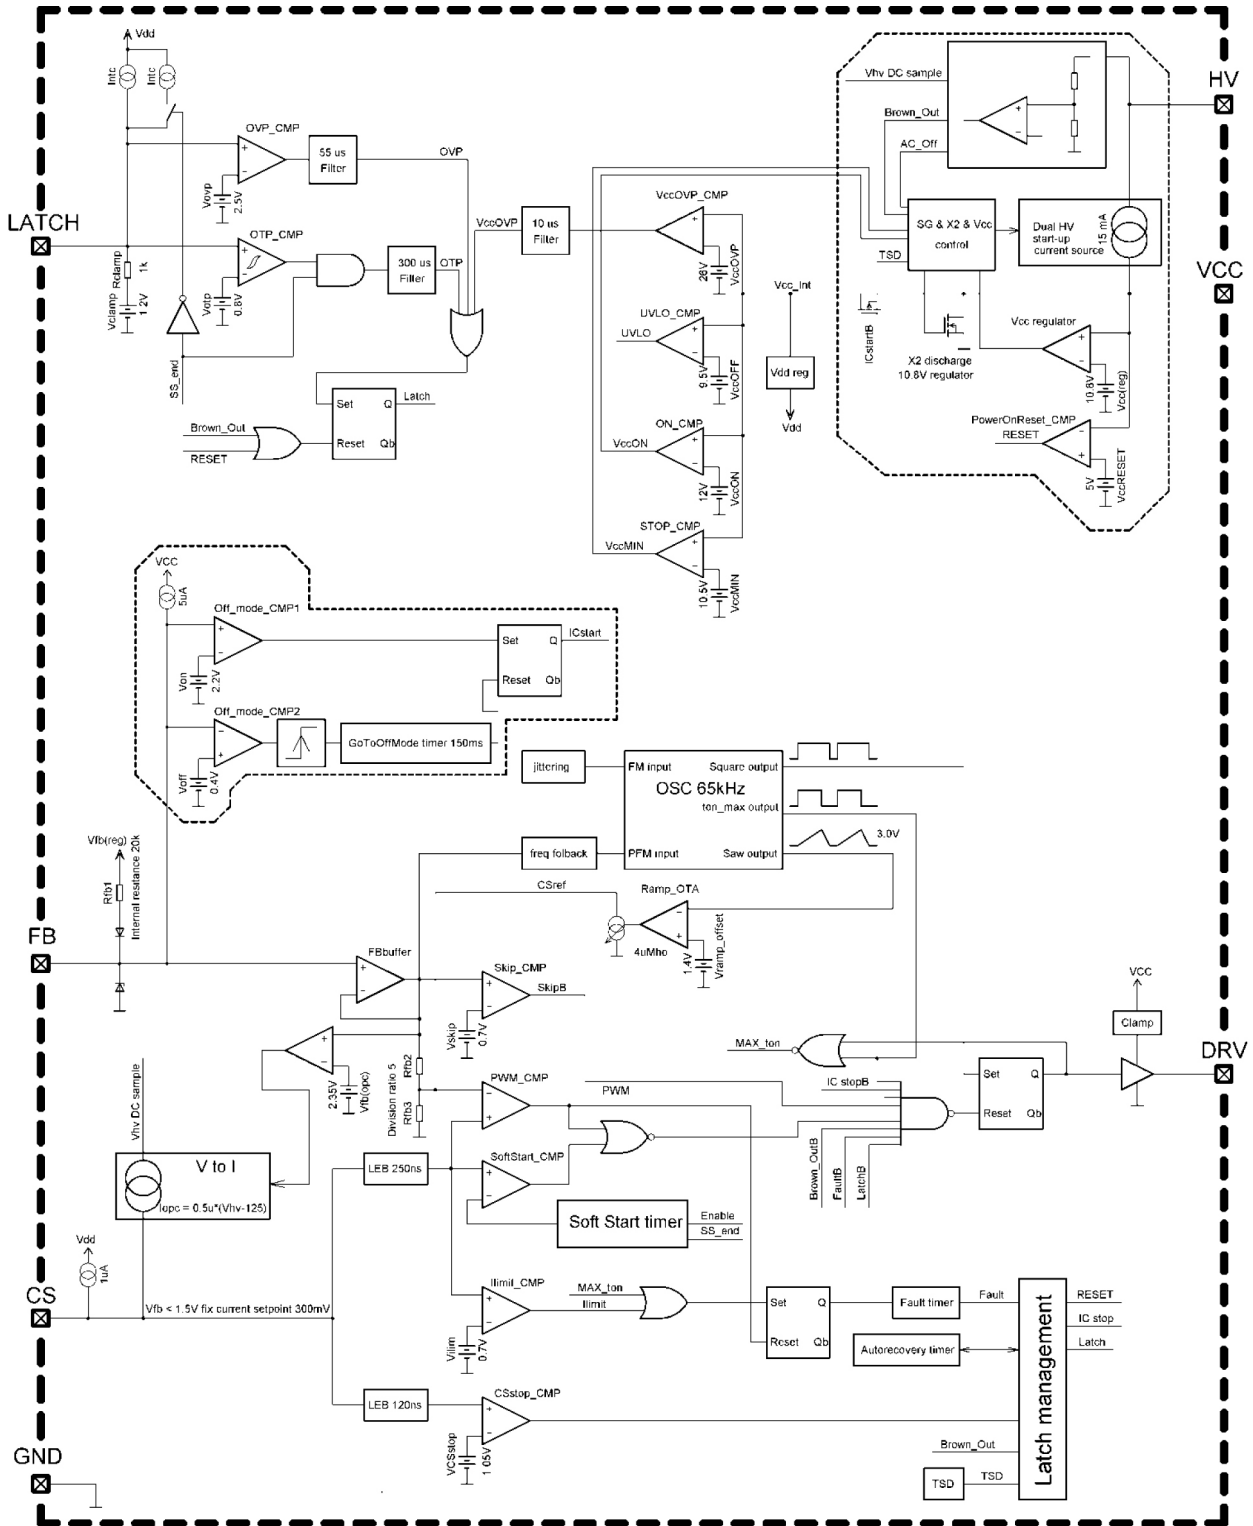 Vdd
Intc
Intc
OVP_CMP
55 us
Filter
OVP
Vovp
2.5V
LATCH
OTP_CMP
Rclamp
1k
Vclamp
1.2V
Votp
0.8V
300 us
Filter
OTP
SS_end
Set
Q
Latch
Brown_Out
RESET
Reset
Qb
VccOVP
10 us
Filter
VccOVP_CMP
26V
VccOVP
UVLO_CMP
UVLO
9.5V
VccOFF
ON_CMP
VccON
12V
VccON
STOP_CMP
VccMIN
10.5V
VccMIN
Vcc_Int
Vdd reg
Vdd
Vhv DC sample
Brown_Out
AC_Off
HV
SG & X2 & Vcc
control
Dual HV
start-up
current source
15 mA
TSD
VCC
ICstartB
X2 discharge
10.8V regulator
Vcc regulator
10.8V
Vcc(reg)
PowerOnReset_CMP
RESET
5V
VccRESET
VCC
5uA
Off_mode_CMP1
Von
2.2V
Set
Q
ICstart
Reset
Qb
Off_mode_CMP2
Voff
0.4V
GoToOffMode timer 150ms
jittering
FM input
Square output
OSC 65kHz
ton_max output
freq folback
PFM input
Saw output
3.0V
Vfb(reg)
Rfb1
Internal resitance 20k
CSref
Ramp_OTA
4uMho
1.4V
Vramp_offset
FB
FBbuffer
Skip_CMP
SkipB
Vskip
0.7V
2.35V
Vfb(opc)
Rfb2
Division ratio 5
Rfb3
PWM_CMP
PWM
MAX_ton
VCC
Clamp
DRV
IC stopB
Set
Q
Reset
Qb
Brown_OutB
FaultB
LatchB
Vhv DC sample
V to I
Iopc = 0.5u*(Vhv-125)
LEB 250ns
SoftStart_CMP
Soft Start timer
Enable
SS_end
Vdd
1uA
CS
Vfb < 1.5V fix current setpoint 300mV
Ilimit_CMP
Vilim
0.7V
MAX_ton
Ilimit
Set
Q
Reset
Qb
Fault timer
Fault
Autorecovery timer
Latch management
RESET
IC stop
Latch
LEB 120ns
CSstop_CMP
VCSstop
1.05V
Brown_Out
TSD
TSD
GND